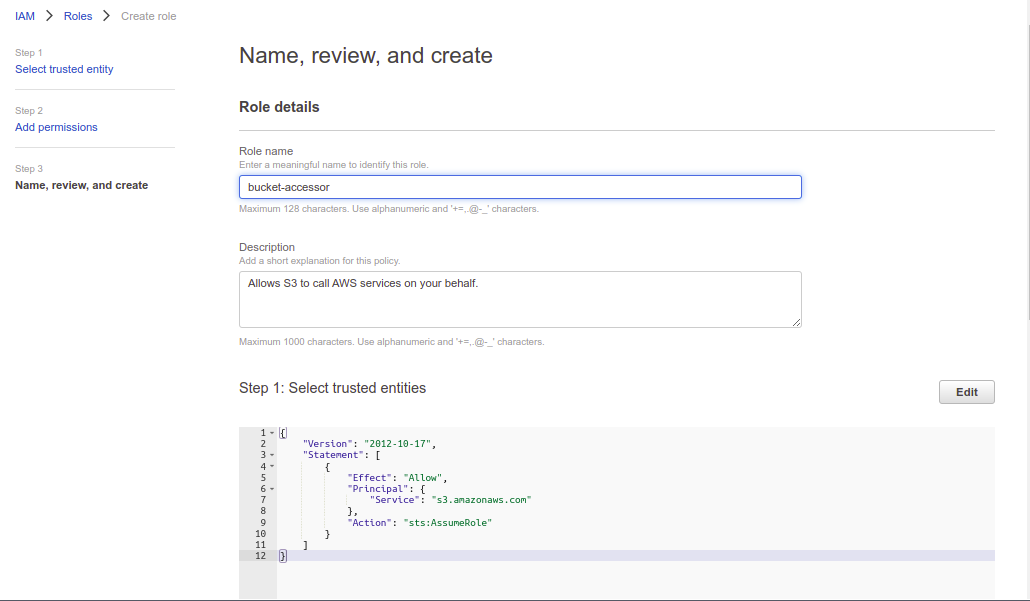 IAM > Roles > Create role
Step 1
Select trusted entity
Step 2
Add permissions
Step 3
Name, review, and create
Name, review, and create
Role details
Role name
Enter a meaningful name to identify this role.
bucket-accessor
Maximum 128 characters. Use alphanumeric and '+=,.@-_' characters.
Description
Add a short explanation for this policy.
Allows S3 to call AWS services on your behalf.
Maximum 1000 characters. Use alphanumeric and '+=,.@-_' characters.
Step 1: Select trusted entities
Edit
1 {
2 "Version": "2012-10-17",
3 "Statement": [
4 {
5 "Effect": "Allow",
6 "Principal": {
7 "Service": "s3.amazonaws.com"
8 },
9 "Action": "sts:AssumeRole"
10 }
11 ]
12 }